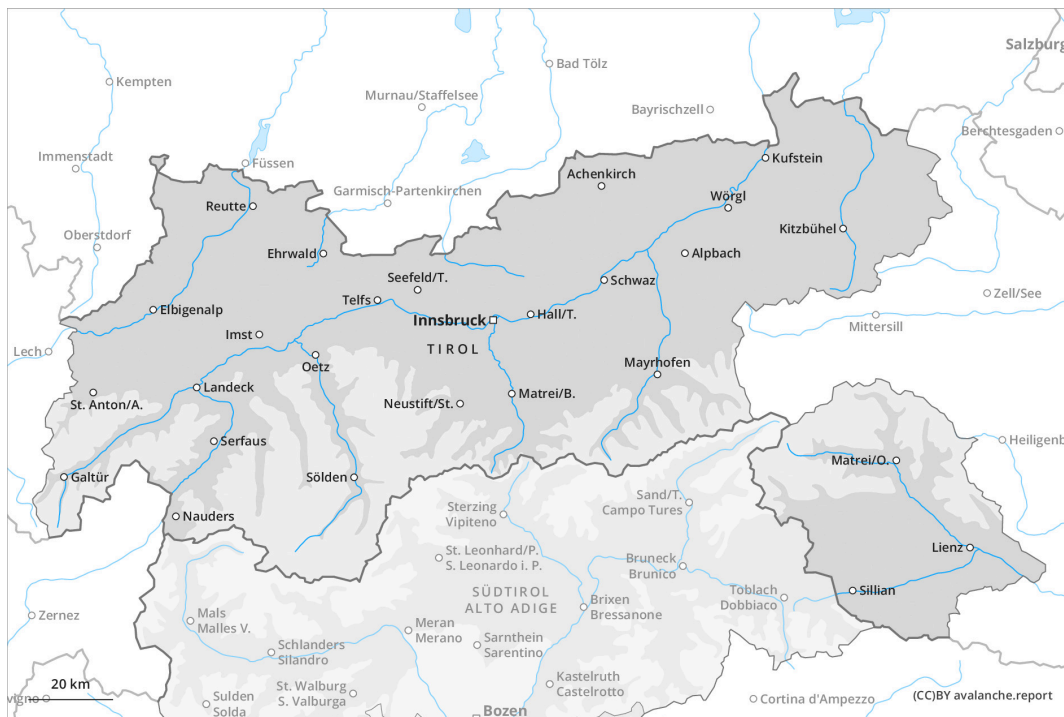 Salzburg
Kempten
Bad Tölz
Murnau/Staffelsee
Bayrischzell
Berchtesgaden
Immenstadt
Füssen
Kufstein
Garmisch-Partenkirchen
Achenkirch
Reutte
Wörgl
Oberstdorf
Kitzbühel
Ehrwald
Alpbach
Seefeld/T.
Schwaz
Zell/See
Telfs
Elbigenalp
Innsbruck
Hall/T.
Mittersill
Imst
TIROL
Lech
Oetz
Mayrhofen
Landeck
St. Anton/A.
Neustift/St.
Matrei/B.
Serfaus
Heiligenb
Matrei/O.
Galtür
Sölden
Sand/T.
Campo Tures
Sterzing
Vipiteno
Nauders
Lienz
St. Leonhard/P.
S. Leonardo i. P.
Bruneck
Brunico
SÜDTIROL
ALTO ADIGE
Toblach
Dobbiaco
Sillian
Brixen
Bressanone
Zernez
Mals
Malles V.
Meran
Merano
Sarnthein
Sarentino
Schlanders
Silandro
Kastelruth
Castelrotto
20 km
St. Walburg
S. Valburga
vigno
Sulden
Solda
Cortina d'Ampezzo
(CC)BY avalanche.report
Bozen